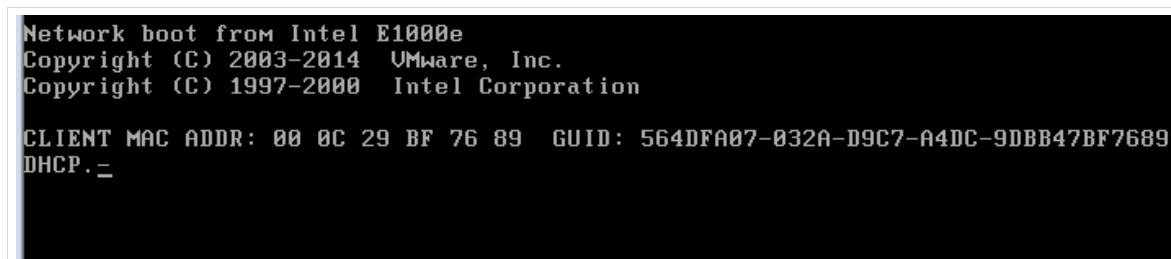 Network boot from Intel E1000e
Copyright (C) 2003-2014  VMware, Inc.
Copyright (C) 1997-2000  Intel Corporation
CLIENT MAC ADDR: 00 0C 29 BF 76 89  GUID: 564DFA07-032A-D9C7-A4DC-9DBB47BF7689
DHCP._